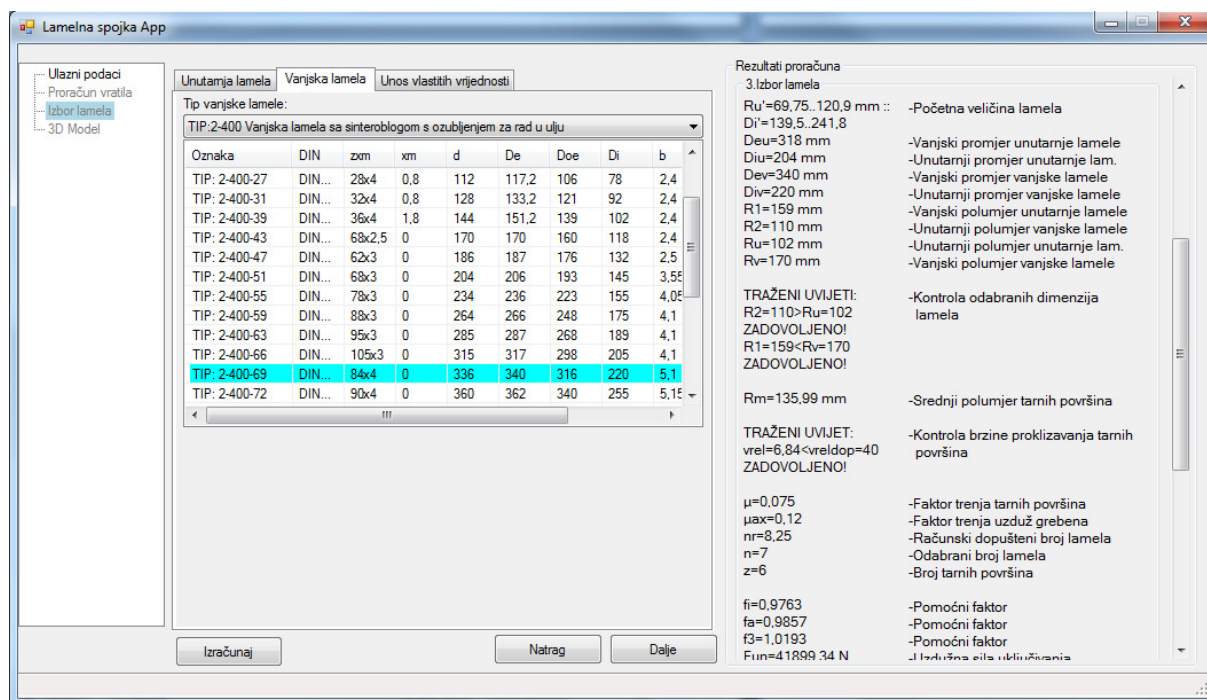 Lamelna spojka App
Ulazni podaci
Proračun vratila
Izbor lamela
3D Model
Unutarnja lamela Vanjska lamela Unos vlastitih vrijednosti
Tip vanjske lamele:
TIP:2-400 Vanjska lamela sa sinteroblogom s ozubljenjem za rad u ulju
Oznaka DIN zxm xm d De Doe Di b
TIP: 2-400-27 DIN... 28x4 0,8 112 117,2 106 78 2,4
TIP: 2-400-31 DIN... 32x4 0,8 128 133,2 121 92 2,4
TIP: 2-400-39 DIN... 36x4 1,8 144 151,2 139 102 2,4
TIP: 2-400-43 DIN... 68x2,5 0 170 170 160 118 2,4
TIP: 2-400-47 DIN... 62x3 0 186 187 176 132 2,5
TIP: 2-400-51 DIN... 68x3 0 204 206 193 145 3,55
TIP: 2-400-55 DIN... 78x3 0 234 236 223 155 4,05
TIP: 2-400-59 DIN... 88x3 0 264 266 248 175 4,1
TIP: 2-400-63 DIN... 95x3 0 285 287 268 189 4,1
TIP: 2-400-66 DIN... 105x3 0 315 317 298 205 4,1
TIP: 2-400-69 DIN... 84x4 0 336 340 316 220 5,1
TIP: 2-400-72 DIN... 90x4 0 360 362 340 255 5,15
Izračunaj
Natrag
Dalje
Rezultati proračuna
3.Izbor lamela
Ru'=69,75..120,9 mm :: -Početna veličina lamela
Di'=139,5..241,8
Deu=318 mm -Vanjski promjer unutarnje lamele
Diu=204 mm -Unutarnji promjer unutarnje lam.
Dev=340 mm -Vanjski promjer vanjske lamele
Div=220 mm -Unutarnji promjer vanjske lamele
R1=159 mm -Vanjski polumjer unutarnje lamele
R2=110 mm -Unutarnji polumjer vanjske lamele
Ru=102 mm -Unutarnji polumjer unutarnje lam.
Rv=170 mm -Vanjski polumjer vanjske lamele
TRAŽENI UVIJETI: -Kontrola odabranih dimenzija
R2=110>Ru=102 lamela
ZADOVOLJENO!
R1=159<Rv=170
ZADOVOLJENO!
Rm=135,99 mm -Srednji polumjer tarnih površina
TRAŽENI UVIJET: -Kontrola brzine proklizavanja tarnih
vrel=6,84<vreldop=40 površina
ZADOVOLJENO!
µ=0,075 -Faktor trenja tarnih površina
µax=0,12 -Faktor trenja uzduž grebena
nr=8,25 -Računski dopušteni broj lamela
n=7 -Odabrani broj lamela
z=6 -Broj tarnih površina
fi=0,9763 -Pomoćni faktor
fa=0,9857 -Pomoćni faktor
f3=1,0193 -Pomoćni faktor
Fun=41899,34 N -Uzdužna sila uključivanja